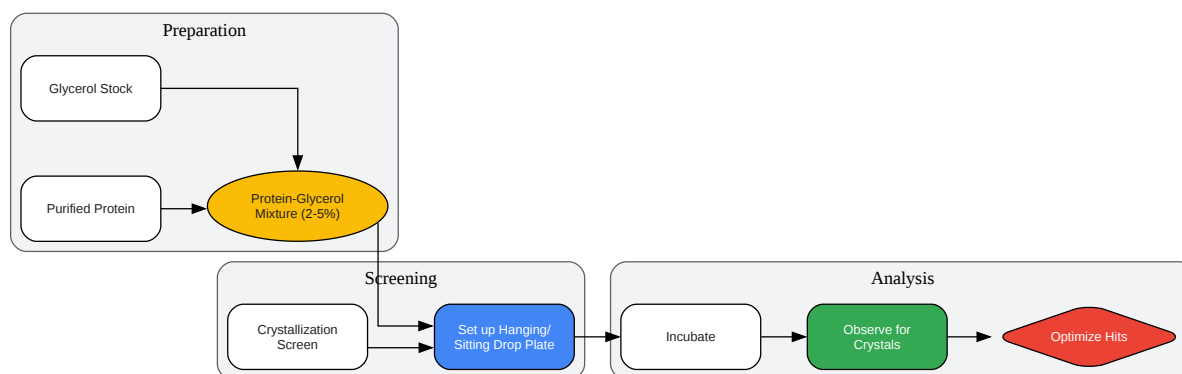 Preparation
Glycerol Stock
Purified Protein
Protein-Glycerol
Mixture (2-5%)
Screening
Crystallization
Screen
Set up Hanging/
Sitting Drop Plate
Analysis
Incubate
Observe for
Crystals
Optimize Hits